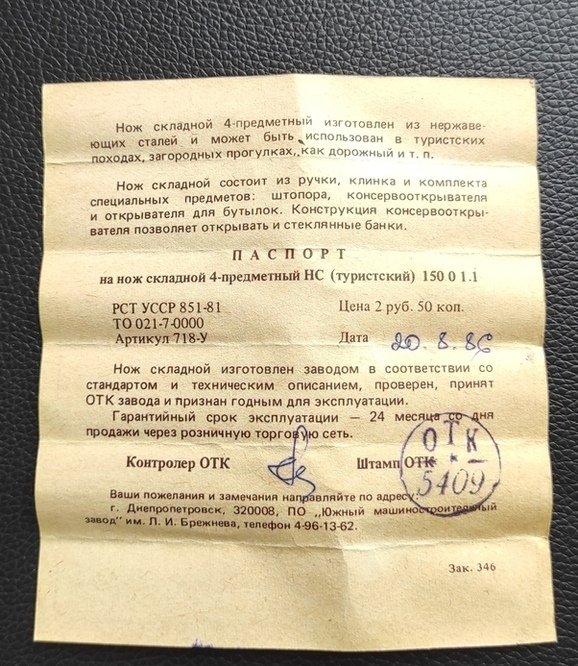 Нож складной 4-предметный изготовлен из нержаве-
ющих сталей и может быть использован в туристских
походах, загородных прогулках, как дорожный и т. п.
Нож складной состоит из ручки, клинка и комплекта
специальных предметов: штопора, консервооткрывателя
и открывателя для бутылок. Конструкция консервооткры-
вателя позволяет открывать и стеклянные банки.
ПАСПОРТ
на нож складной 4-предметный НС (туристский) 150 0 1.1
РСТ УССР 851-81
Цена 2 руб. 50 коп.
ТО 021-7-0000
Артикул 718-У
Дата 20.8.86
Нож складной изготовлен заводом в соответствии со
стандартом и техническим описанием, проверен, принят
ОТК завода и признан годным для эксплуатации.
Гарантийный срок эксплуатации — 24 месяца со дня
продажи через розничную торговую сеть.
Контролер ОТК
Штамп ОТК
ОТК
5409
Ваши пожелания и замечания направляйте по адресу:
г. Днепропетровск, 320008, ПО „Южный машиностроительный
завод" им. Л. И. Брежнева, телефон 4-96-13-62.
Зак. 346